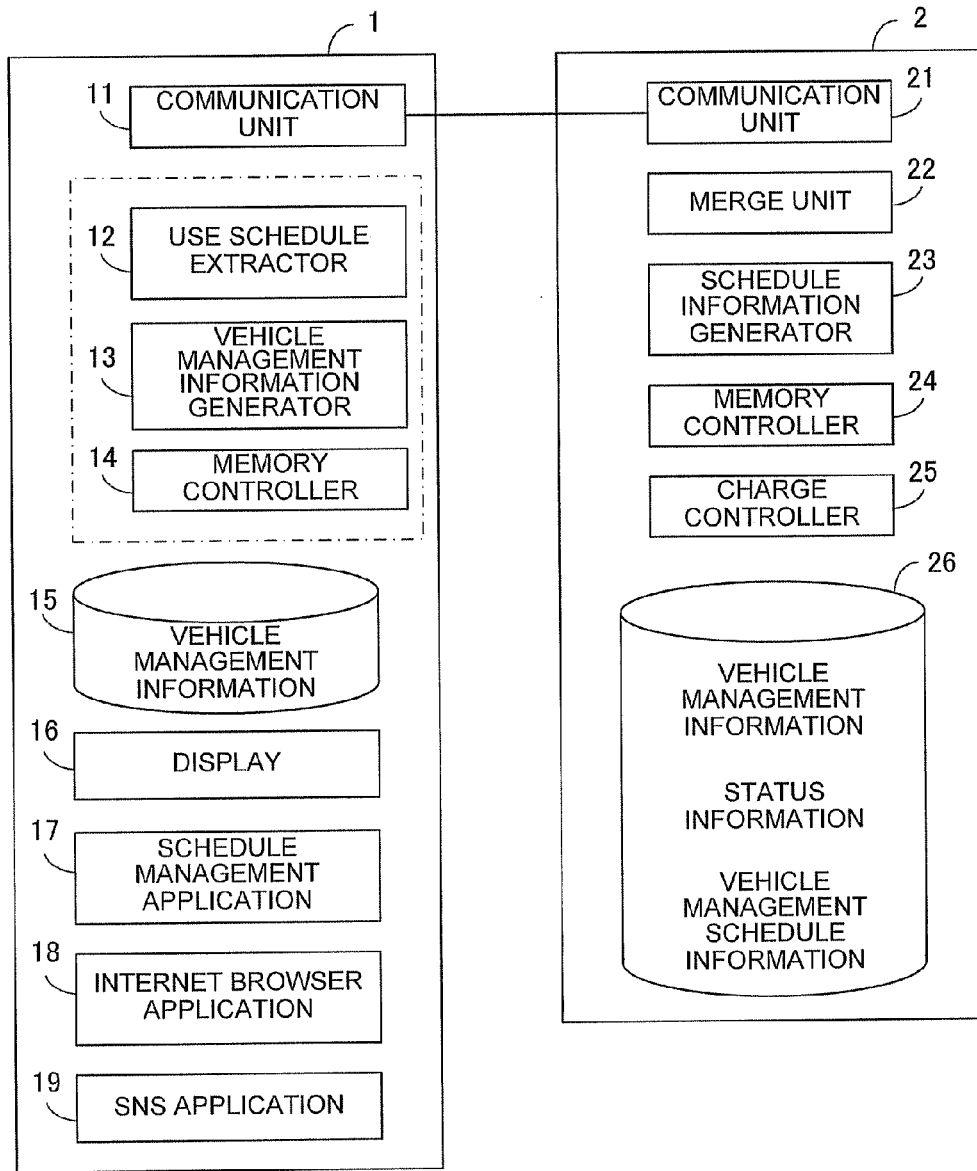 1
11
COMMUNICATION
UNIT
12
USE SCHEDULE
EXTRACTOR
13
VEHICLE
MANAGEMENT
INFORMATION
GENERATOR
14
MEMORY
CONTROLLER
15
VEHICLE
MANAGEMENT
INFORMATION
16
DISPLAY
17
SCHEDULE
MANAGEMENT
APPLICATION
18
INTERNET BROWSER
APPLICATION
19
SNS APPLICATION
2
21
COMMUNICATION
UNIT
22
MERGE UNIT
23
SCHEDULE
INFORMATION
GENERATOR
24
MEMORY
CONTROLLER
25
CHARGE
CONTROLLER
26
VEHICLE
MANAGEMENT
INFORMATION
STATUS
INFORMATION
VEHICLE
MANAGEMENT
SCHEDULE
INFORMATION